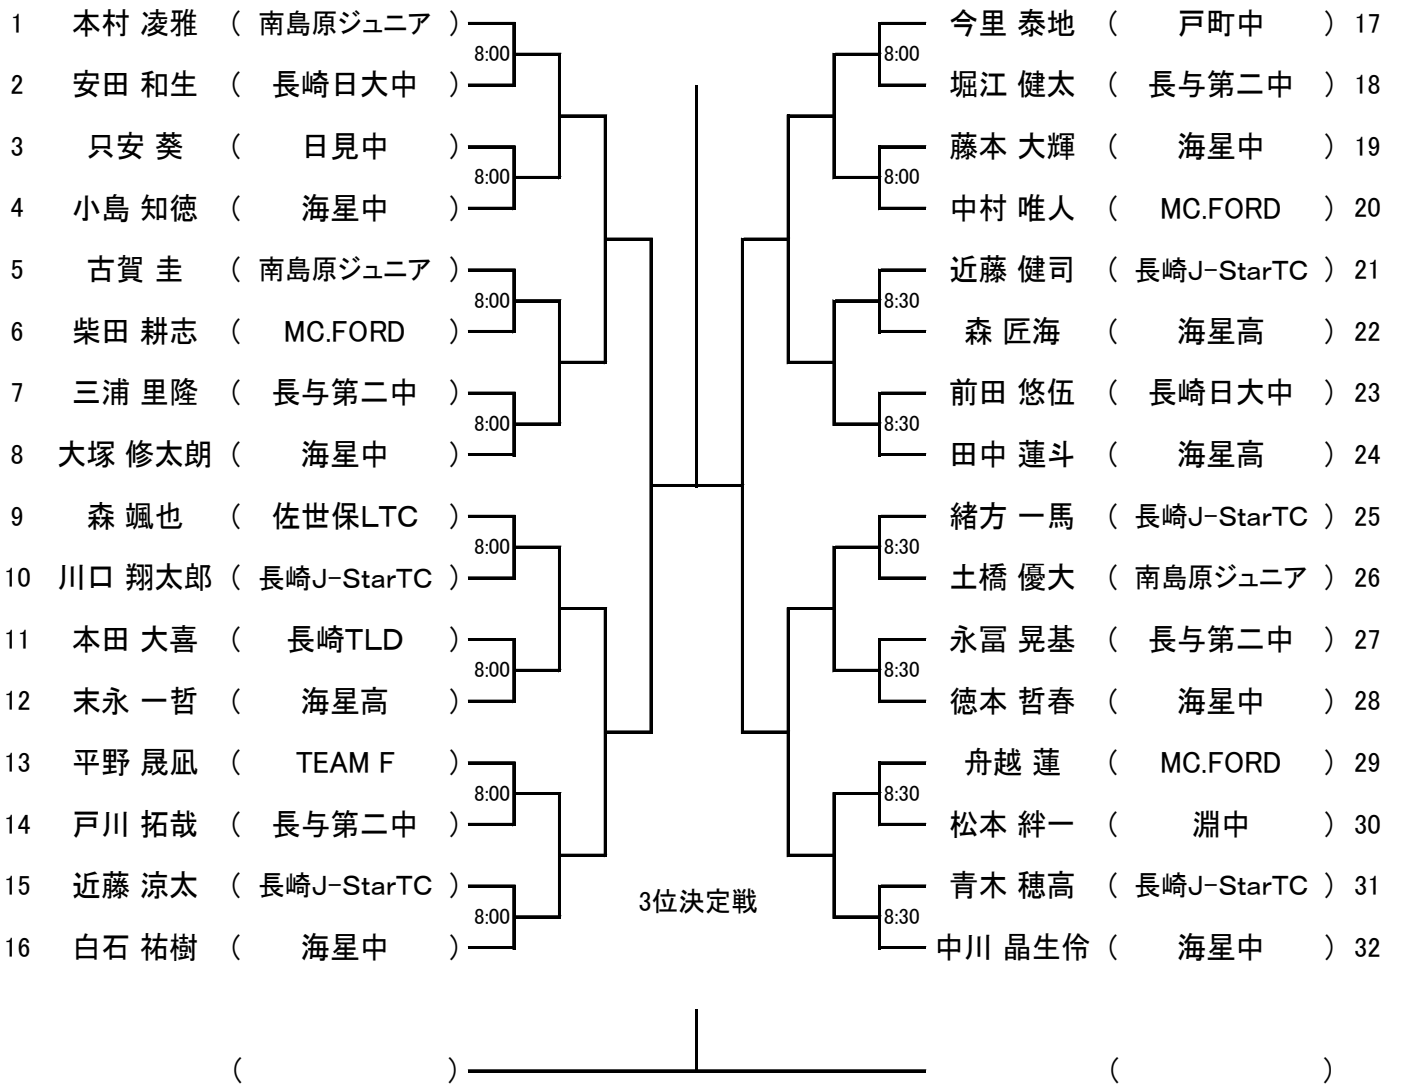 1 本村 凌雅 ( 南島原ジュニア ) 今里 泰地 ( 戸町中 ) 17
8:00 8:00
2 安田 和生 ( 長崎日大中 ) 堀江 健太 ( 長与第二中 ) 18
3 只安 葵 ( 日見中 ) 藤本 大輝 ( 海星中 ) 19
8:00 8:00
4 小島 知徳 ( 海星中 ) 中村 唯人 ( MC.FORD ) 20
5 古賀 圭 ( 南島原ジュニア ) 近藤 健司 ( 長崎J-StarTC ) 21
8:00 8:30
6 柴田 耕志 ( MC.FORD ) 森 匠海 ( 海星高 ) 22
7 三浦 里隆 ( 長与第二中 ) 前田 悠伍 ( 長崎日大中 ) 23
8:00 8:30
8 大塚 修太朗 ( 海星中 ) 田中 蓮斗 ( 海星高 ) 24
9 森 颯也 ( 佐世保LTC ) 緒方 一馬 ( 長崎J-StarTC ) 25
8:00 8:30
10 川口 翔太郎 ( 長崎J-StarTC ) 土橋 優大 ( 南島原ジュニア ) 26
11 本田 大喜 ( 長崎TLD ) 永冨 晃基 ( 長与第二中 ) 27
8:00 8:30
12 末永 一哲 ( 海星高 ) 徳本 哲春 ( 海星中 ) 28
13 平野 晟凪 ( TEAM F ) 舟越 蓮 ( MC.FORD ) 29
8:00 8:30
14 戸川 拓哉 ( 長与第二中 ) 松本 絆一 ( 淵中 ) 30
15 近藤 涼太 ( 長崎J-StarTC ) 青木 穂高 ( 長崎J-StarTC ) 31
3位決定戦
8:00 8:30
16 白石 祐樹 ( 海星中 ) 中川 晶生伶 ( 海星中 ) 32
( ) ( )